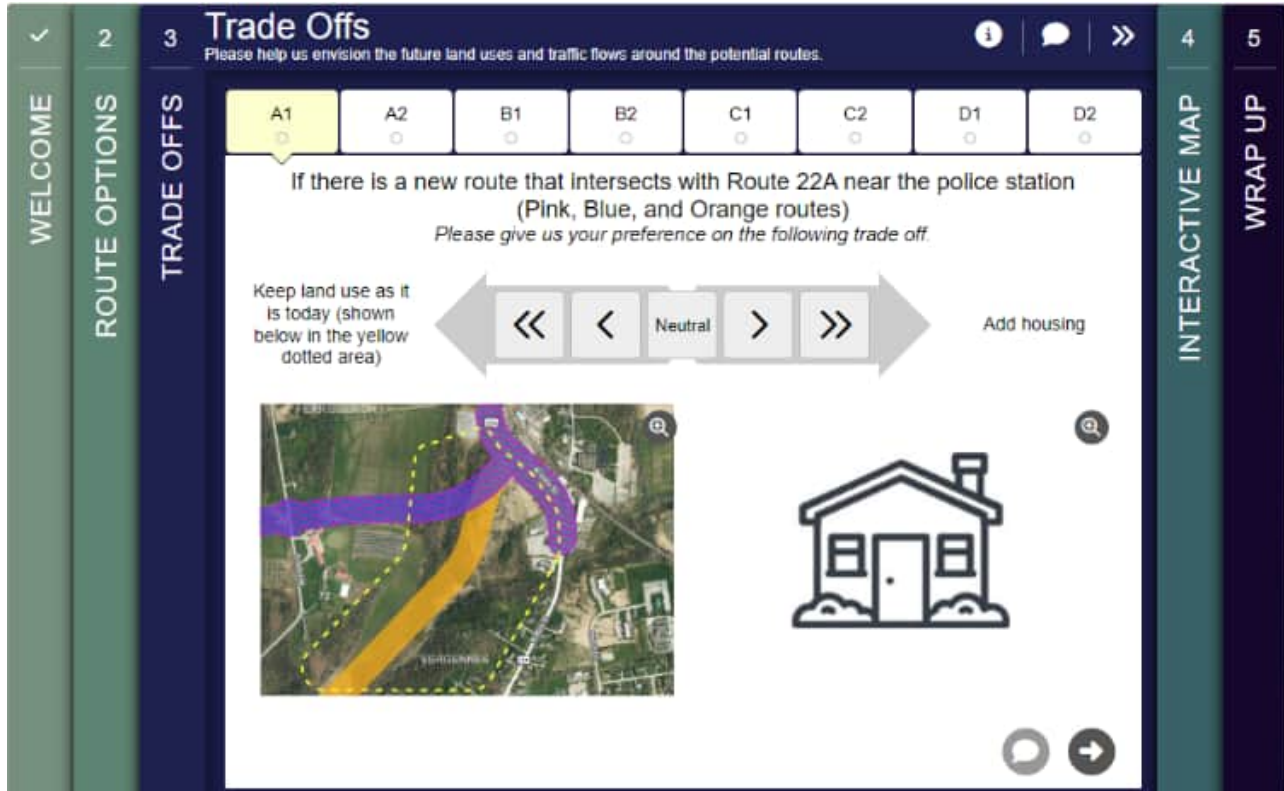 WELCOME
2
ROUTE OPTIONS
3
TRADE OFFS
Trade Offs
Please help us envision the future land uses and traffic flows around the potential routes.
A1
A2
B1
B2
C1
C2
D1
D2
If there is a new route that intersects with Route 22A near the police station
(Pink, Blue, and Orange routes)
Please give us your preference on the following trade off.
Keep land use as it
is today (shown
below in the yellow
dotted area)
Neutral
Add housing
VERGENNES
4
INTERACTIVE MAP
5
WRAP UP